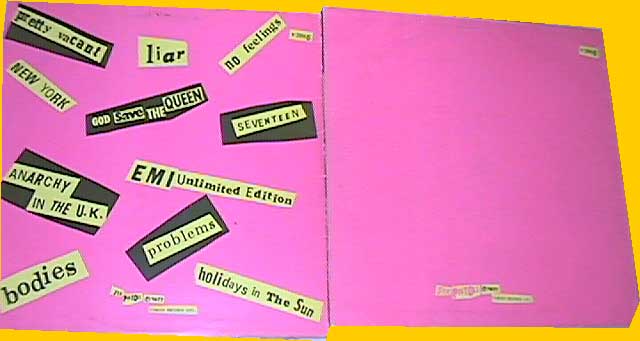 pretty vacant
liar
no feelings
NEW YORK
GOD Save THE QUEEN
SEVENTEEN
ANARCHY
IN THE U.K.
EMI Unlimited Edition
problems
bodies
holidays in The Sun